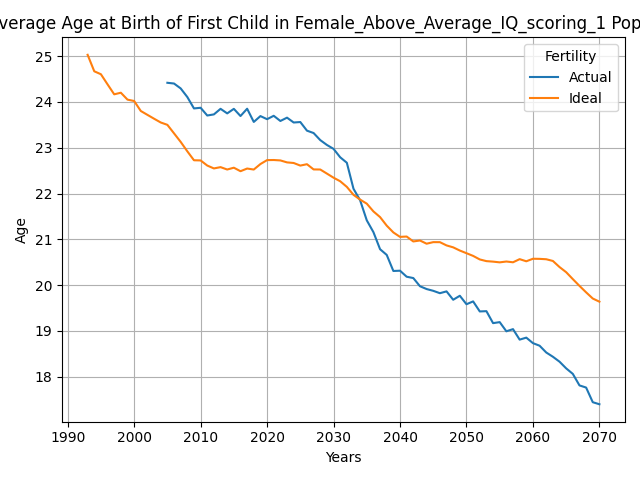 verage Age at Birth of First Child in Female_Above_Average_IQ_scoring_1 Pop
Fertility
Actual
Ideal
25
24
23
22
21
20
19
18
Age
1990 2000 2010 2020 2030 2040 2050 2060 2070
Years